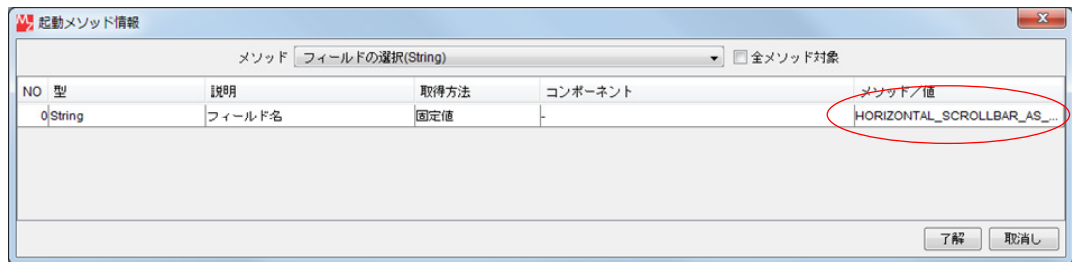 起動メソッド情報
メソッド フィールドの選択(String) 全メソッド対象
NO 型 説明 取得方法 コンポーネント メソッド／値
0 String フィールド名 固定値 - HORIZONTAL_SCROLLBAR_AS_...
了解 取消し